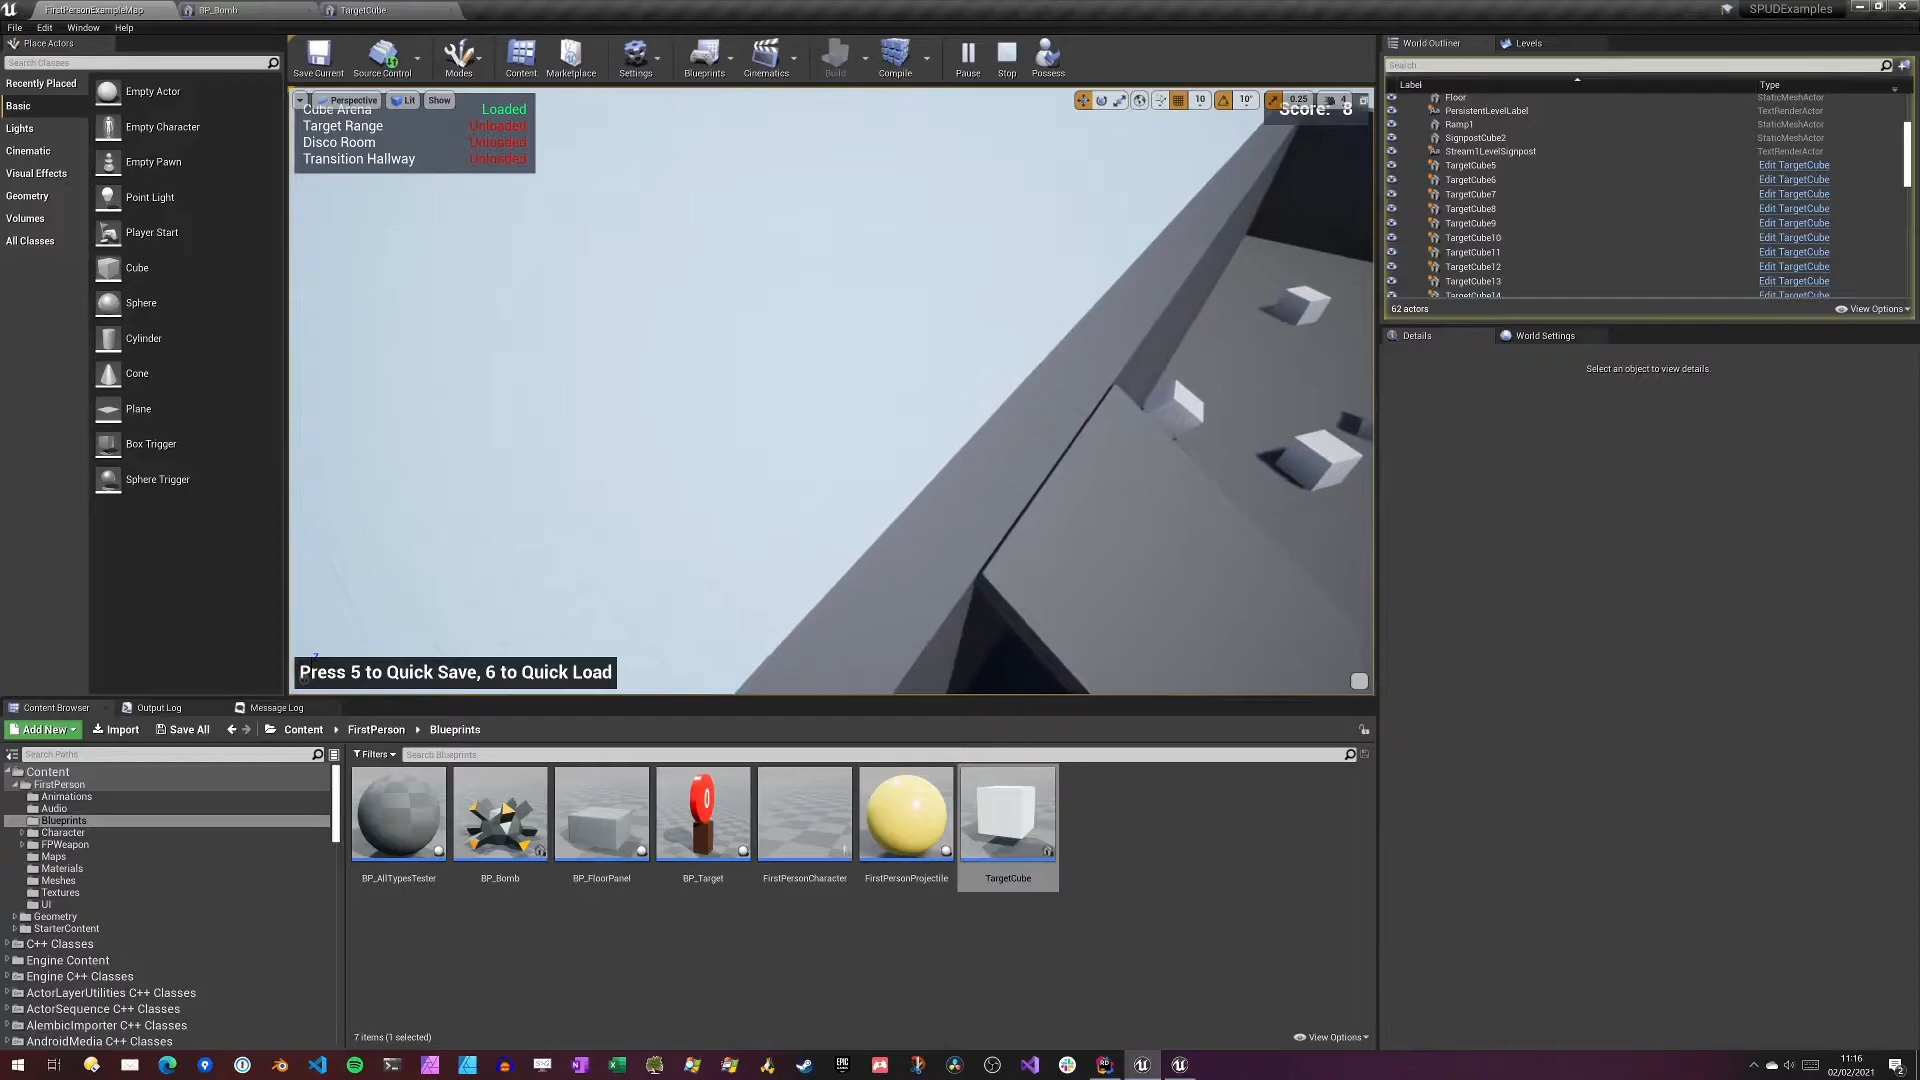 FirstPersonExampleMap
BP_Bomb
TargetCube
SPUDExamples
File
Edit
Window
Help
Place Actors
Search Classes
Recently Placed
Basic
Lights
Cinematic
Visual Effects
Geometry
Volumes
All Classes
Empty Actor
Empty Character
Empty Pawn
Point Light
Player Start
Cube
Sphere
Cylinder
Cone
Plane
Box Trigger
Sphere Trigger
Save Current
Source Control
Modes
Content
Marketplace
Settings
Blueprints
Cinematics
Build
Compile
Pause
Stop
Possess
Perspective
Lit
Show
10
10°
0.25
4
Cube Arena Loaded
Target Range Unloaded
Disco Room Unloaded
Transition Hallway Unloaded
Score: 8
Press 5 to Quick Save, 6 to Quick Load
World Outliner
Levels
Search...
Label Type
Floor StaticMeshActor
PersistentLevelLabel TextRenderActor
Ramp1 StaticMeshActor
SignpostCube2 StaticMeshActor
Stream1LevelSignpost TextRenderActor
TargetCube5 Edit TargetCube
TargetCube6 Edit TargetCube
TargetCube7 Edit TargetCube
TargetCube8 Edit TargetCube
TargetCube9 Edit TargetCube
TargetCube10 Edit TargetCube
TargetCube11 Edit TargetCube
TargetCube12 Edit TargetCube
TargetCube13 Edit TargetCube
TargetCube14 Edit TargetCube
62 actors
View Options
Details
World Settings
Select an object to view details.
Content Browser
Output Log
Message Log
Add New
Import
Save All
Content
FirstPerson
Blueprints
Search Paths
Filters
Search Blueprints
Content
FirstPerson
Animations
Audio
Blueprints
Character
FPWeapon
Maps
Materials
Meshes
Textures
UI
Geometry
StarterContent
C++ Classes
Engine Content
Engine C++ Classes
ActorLayerUtilities C++ Classes
ActorSequence C++ Classes
AlembicImporter C++ Classes
AndroidMedia C++ Classes
BP_AllTypesTester
BP_Bomb
BP_FloorPanel
BP_Target
FirstPersonCharacter
FirstPersonProjectile
TargetCube
7 items (1 selected)
View Options
11:16
02/02/2021